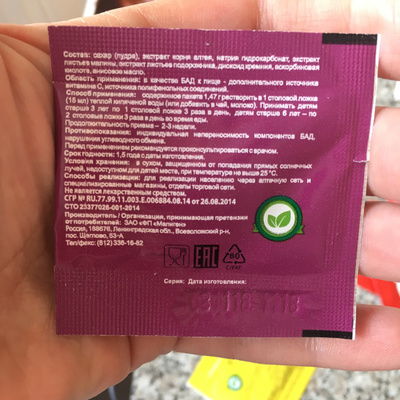 Состав: сахар (пудра), экстракт корня алтея, натрия гидрокарбонат, экстракт
листьев малины, экстракт листьев подорожника, диоксид кремния, аскорбиновая
кислота, анисовое масло.
Область применения: в качестве БАД к пище - дополнительного источника
витамина С, источника полифенольных соединений.
Способ применения: содержимое пакета 1,47 г растворить в 1 столовой ложке
(15 мл) теплой кипяченой воды (или добавить в чай, молоко). Принимать детям
старше 3 лет по 1 столовой ложке 3 раза в день, детям старше 6 лет – по
2 столовые ложки 3 раза в день во время еды.
Продолжительность приема – 2-3 недели.
Противопоказания: индивидуальная непереносимость компонентов БАД,
нарушения углеводного обмена.
Перед применением рекомендуется проконсультироваться с врачом.
Срок годности: 1,5 года с даты изготовления.
Условия хранения: в сухом, защищенном от попадания прямых солнечных
лучей, недоступном для детей месте, при температуре не выше 25 °С.
Способы реализации: для реализации населению через аптечную сеть и
специализированные магазины, отделы торговой сети.
Не является лекарственным средством.
СГР № RU.77.99.11.003.Е.006884.08.14 от 26.08.2014
СТО 23377028-001-2014
Производитель / Организация, принимающая претензии
от потребителей: ЗАО «ФП «Мелиген»
Россия, 188676, Ленинградская обл., Всеволожский р-н,
пос. Щеглово, 53-А
Тел/факс: (812)336-16-82
EAC
80
C/PAP
Серия: Дата изготовления: